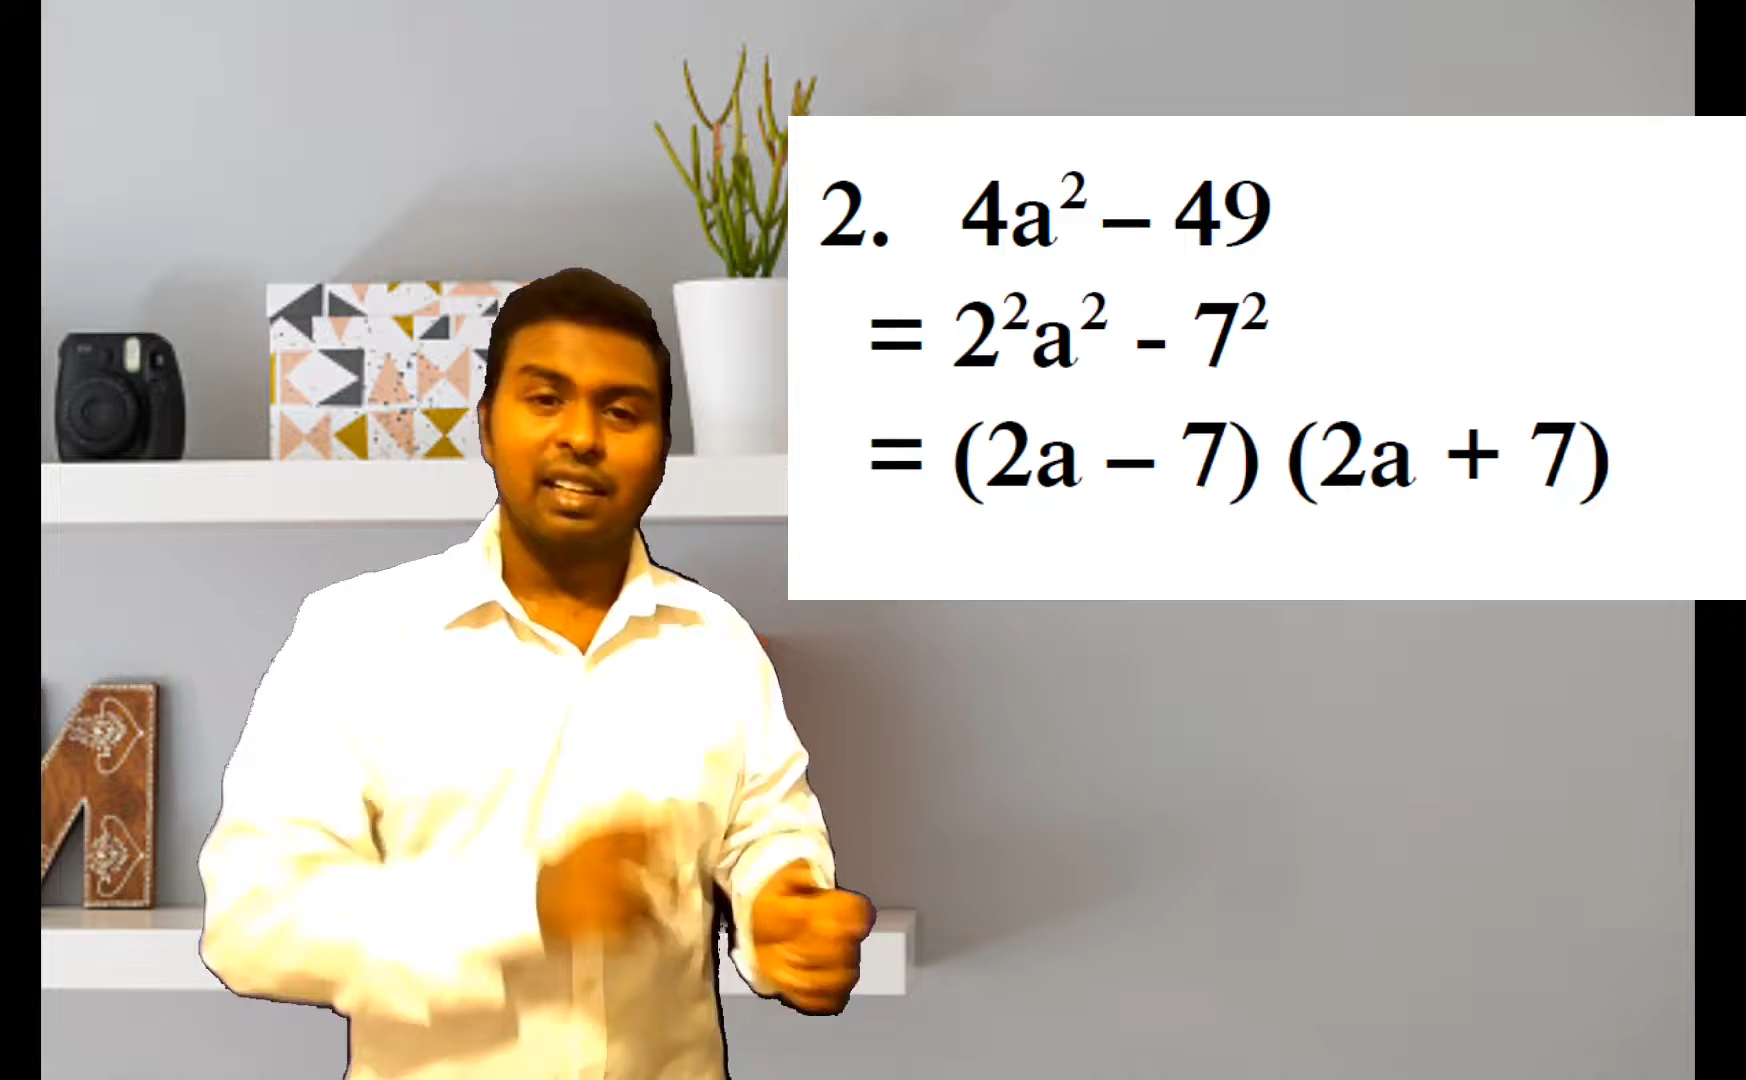 2. 4a² – 49
= 2²a² - 7²
= (2a – 7) (2a + 7)